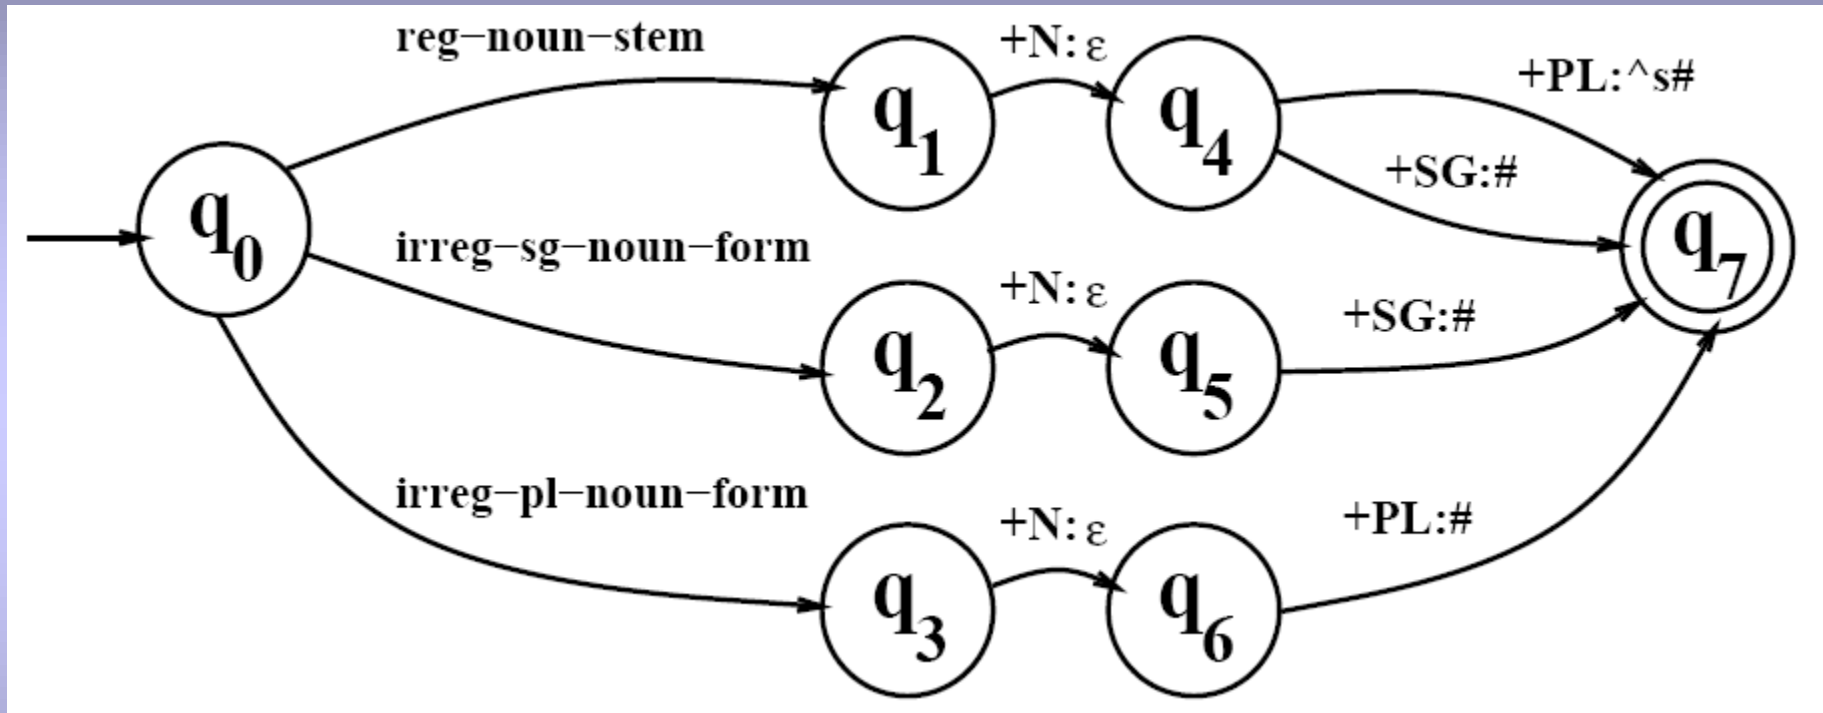 reg−noun−stem
+N:ε
+PL:^s#
q1
q4
+SG:#
q0
q7
irreg−sg−noun−form
+N:ε
+SG:#
q2
q5
irreg−pl−noun−form
+N:ε
+PL:#
q3
q6